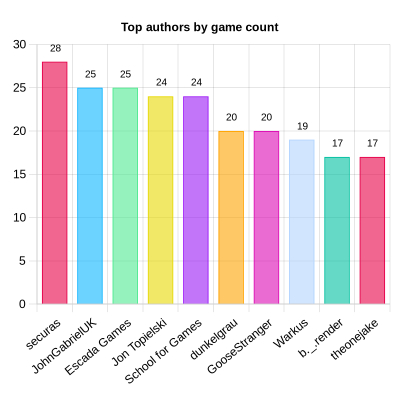 Top authors by game count
30
25
20
15
10
5
0
28
25
25
24
24
20
20
19
17
17
securas
JohnGabrielUK
Escada Games
Jon Topielski
School for Games
dunkelgrau
GooseStranger
Warkus
b._.render
theonejake